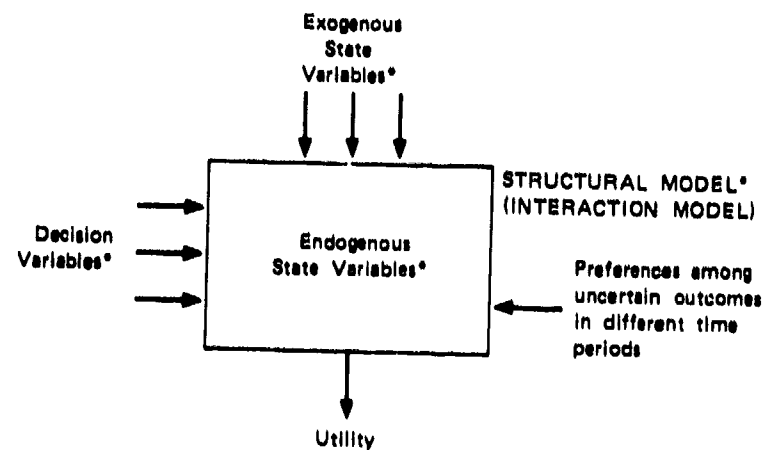 Exogenous
State
Variables*
STRUCTURAL MODEL*
(INTERACTION MODEL)
Decision
Variables*
Endogenous
State Variables*
Preferences among
uncertain outcomes
in different time
periods
Utility